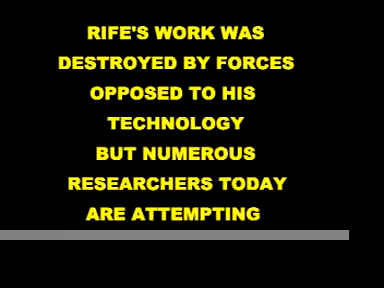 RIFE'S WORK WAS
DESTROYED BY FORCES
OPPOSED TO HIS
TECHNOLOGY
BUT NUMEROUS
RESEARCHERS TODAY
ARE ATTEMPTING